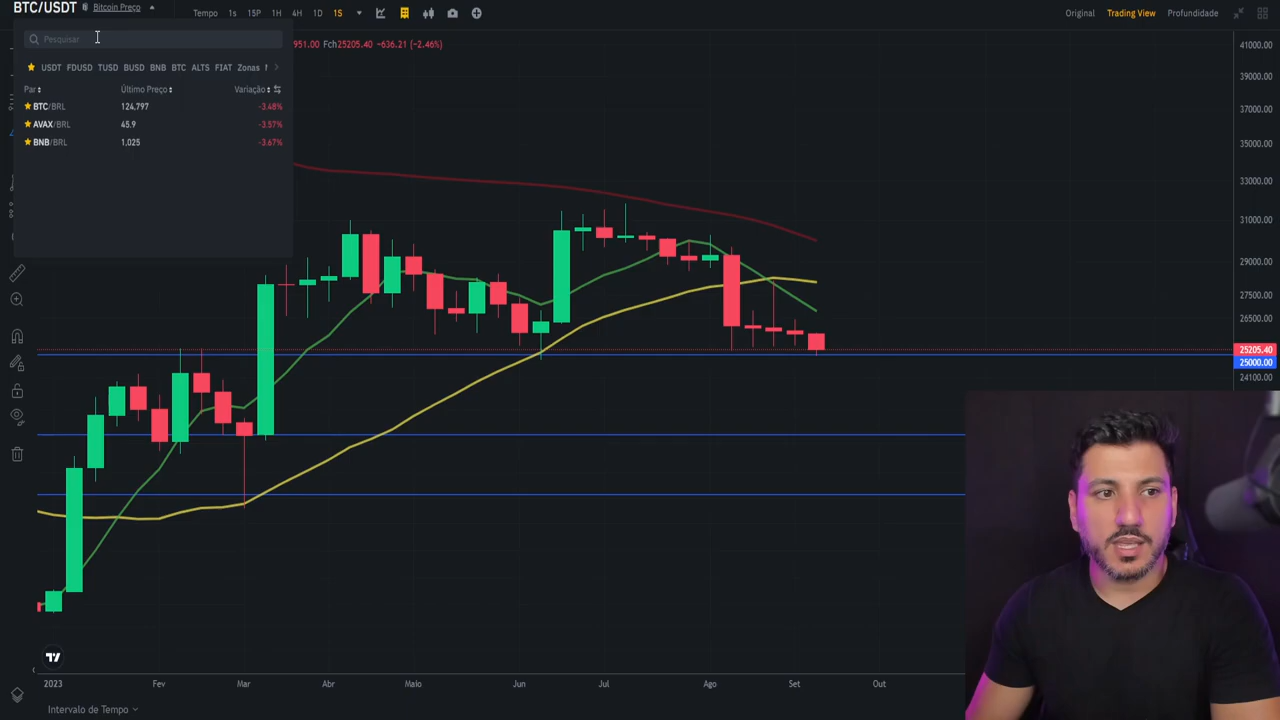 BTC/USDT Bitcoin Preço
Tempo 1s 15P 1H 4H 1D 1S
Original Trading View Profundidade
Pesquisar
951.00 Fch25205.40 -636.21 (-2.46%)
USDT FDUSD TUSD BUSD BNB BTC ALTS FIAT Zonas
Par Último Preço Variação
BTC/BRL 124,797 -3.48%
AVAX/BRL 45.9 -3.57%
BNB/BRL 1,025 -3.67%
41000.00
39000.00
37000.00
35000.00
33000.00
31000.00
29000.00
27500.00
26500.00
25205.40
25000.00
24100.00
2023 Fev Mar Abr Maio Jun Jul Ago Set Out
Intervalo de Tempo